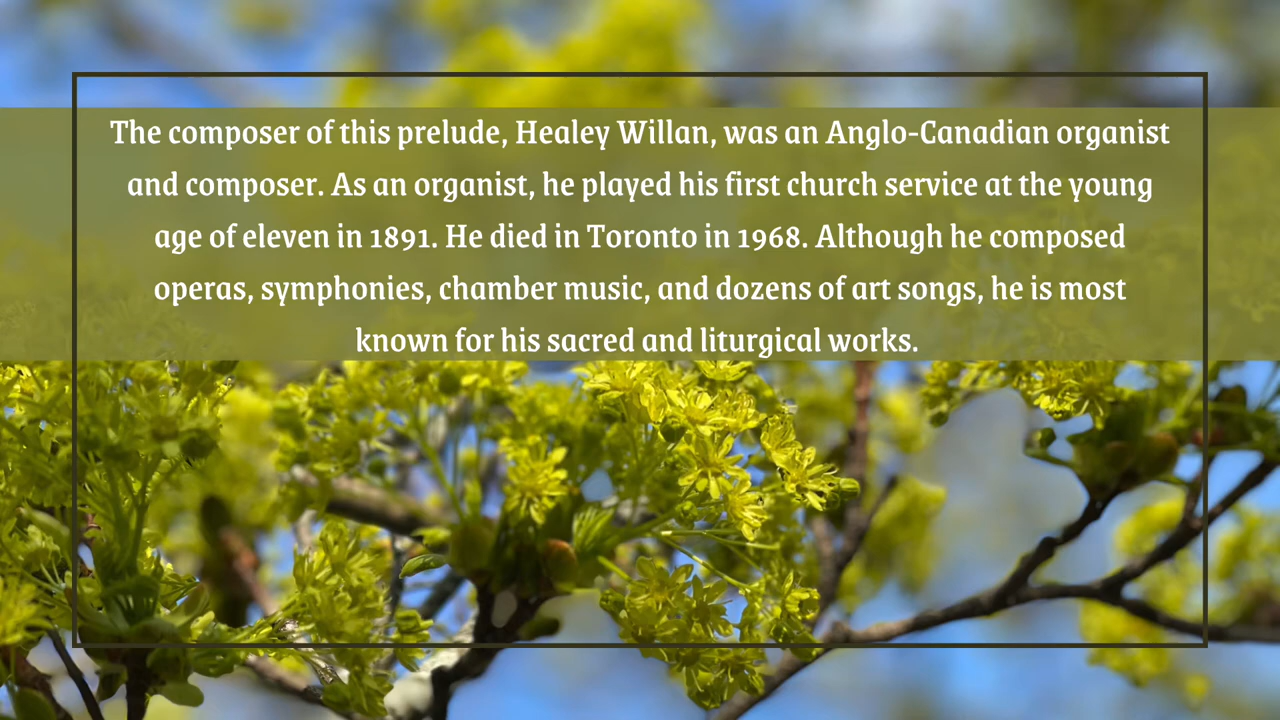 The composer of this prelude, Healey Willan, was an Anglo-Canadian organist
and composer. As an organist, he played his first church service at the young
age of eleven in 1891. He died in Toronto in 1968. Although he composed
operas, symphonies, chamber music, and dozens of art songs, he is most
known for his sacred and liturgical works.